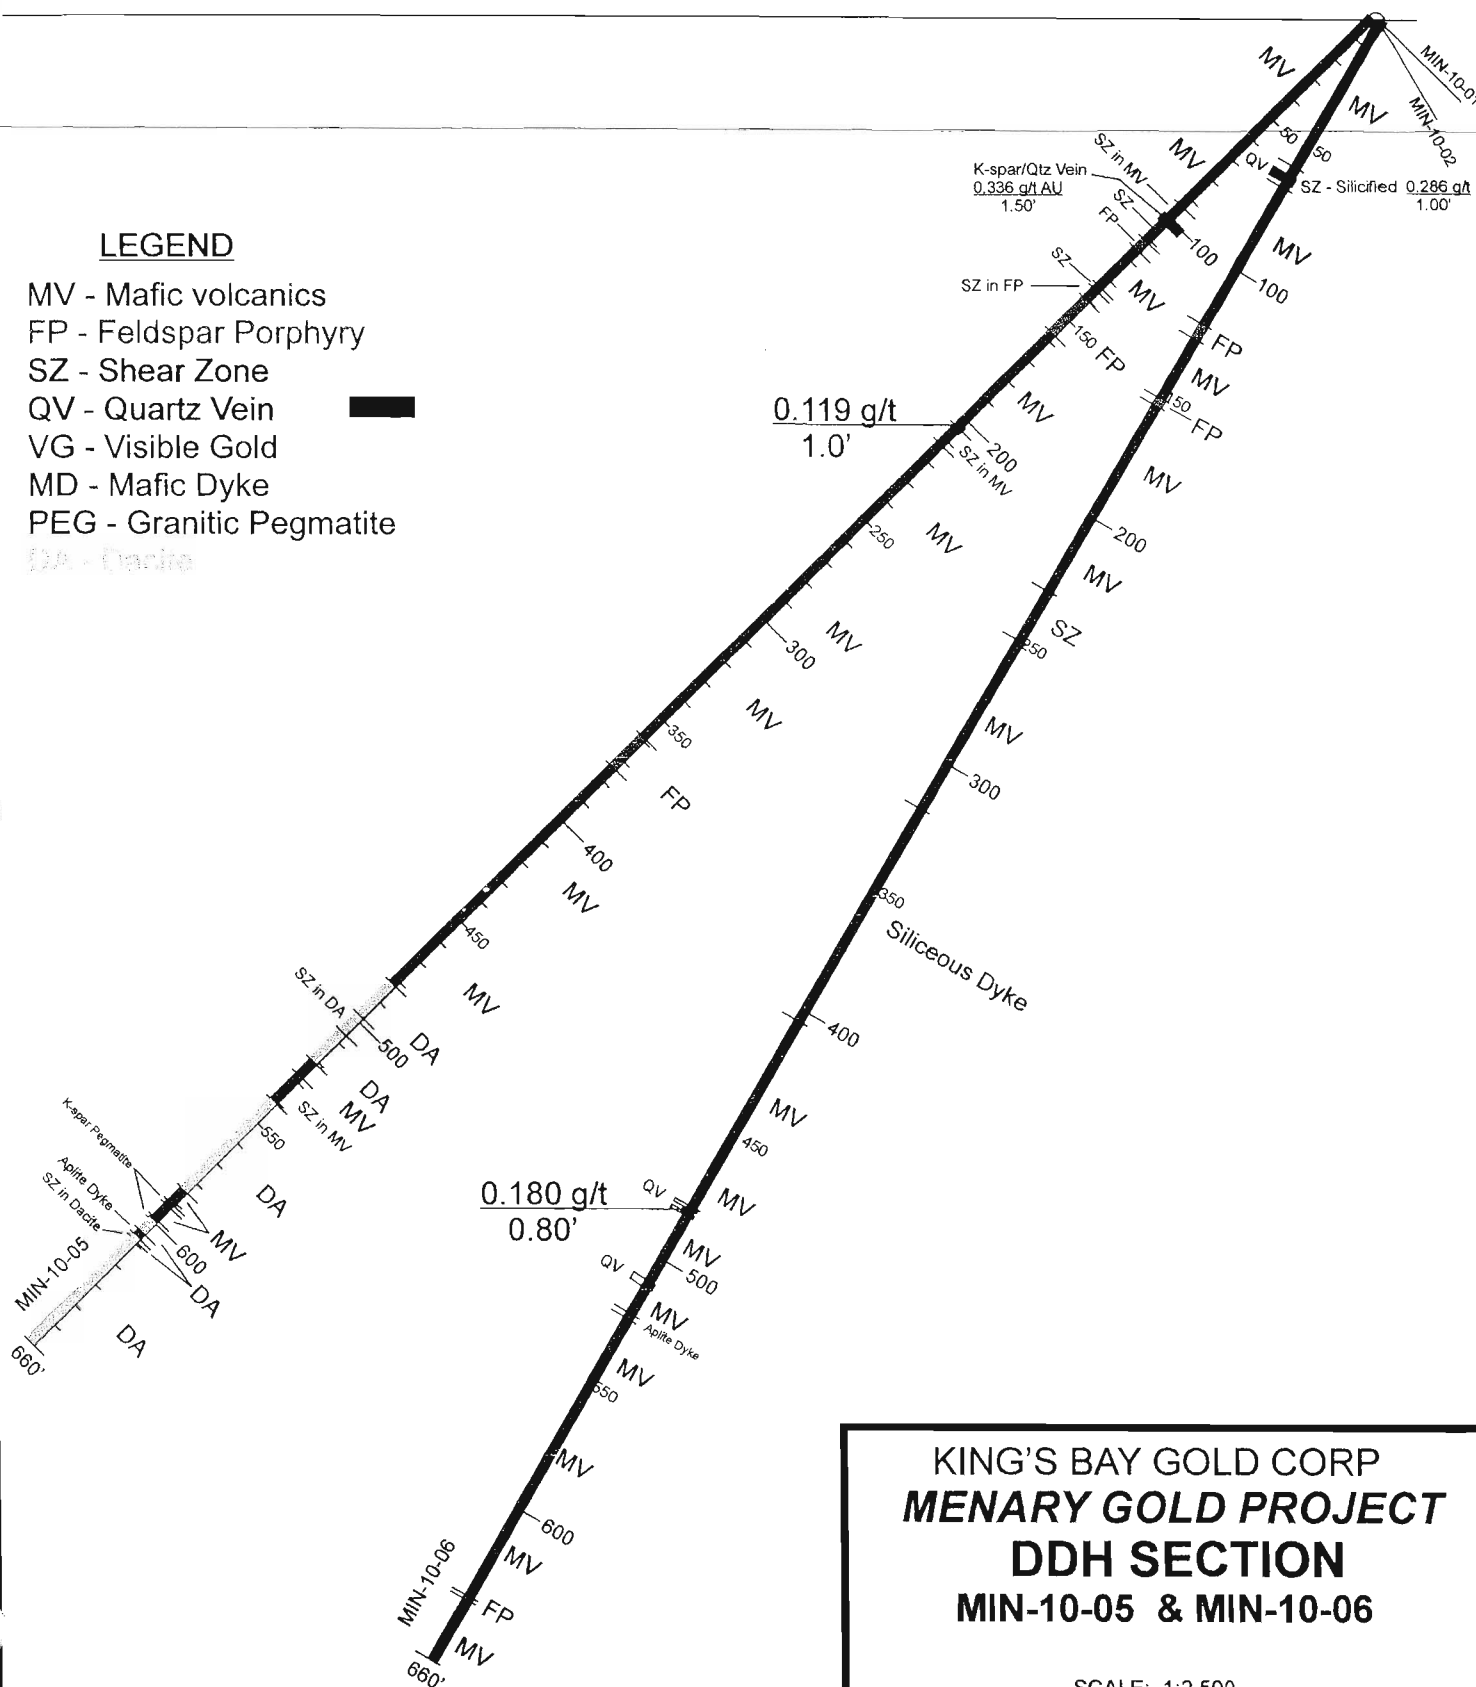 MIN-10-01
MIN-10-02
MV
MV
50
50
QV
SZ - Silicified 0.286 g/t
1.00'
MV
SZ in MV
K-spar/Qtz Vein
0.336 g/t AU
1.50'
SZ
FP
100
SZ
SZ in FP
MV
MV
100
150
FP
FP
MV
150
FP
MV
0.119 g/t
1.0'
200
SZ in MV
MV
200
250
MV
MV
SZ
250
MV
300
MV
MV
300
350
FP
400
MV
350
Siliceous Dyke
450
400
MV
SZ in DA
500
DA
DA
MV
SZ in MV
550
MV
450
K-spar Pegmatite
Aplite Dyke
SZ in Dacite
DA
MV
600
DA
MIN-10-05
DA
660'
QV
0.180 g/t
0.80'
MV
MV
QV
500
MV
Aplite Dyke
MV
550
MV
600
MV
MIN-10-06
FP
MV
660'
LEGEND
MV - Mafic volcanics
FP - Feldspar Porphyry
SZ - Shear Zone
QV - Quartz Vein
VG - Visible Gold
MD - Mafic Dyke
PEG - Granitic Pegmatite
DA - Dacite
KING'S BAY GOLD CORP
MENARY GOLD PROJECT
DDH SECTION
MIN-10-05 & MIN-10-06
SCALE: 1:2,500